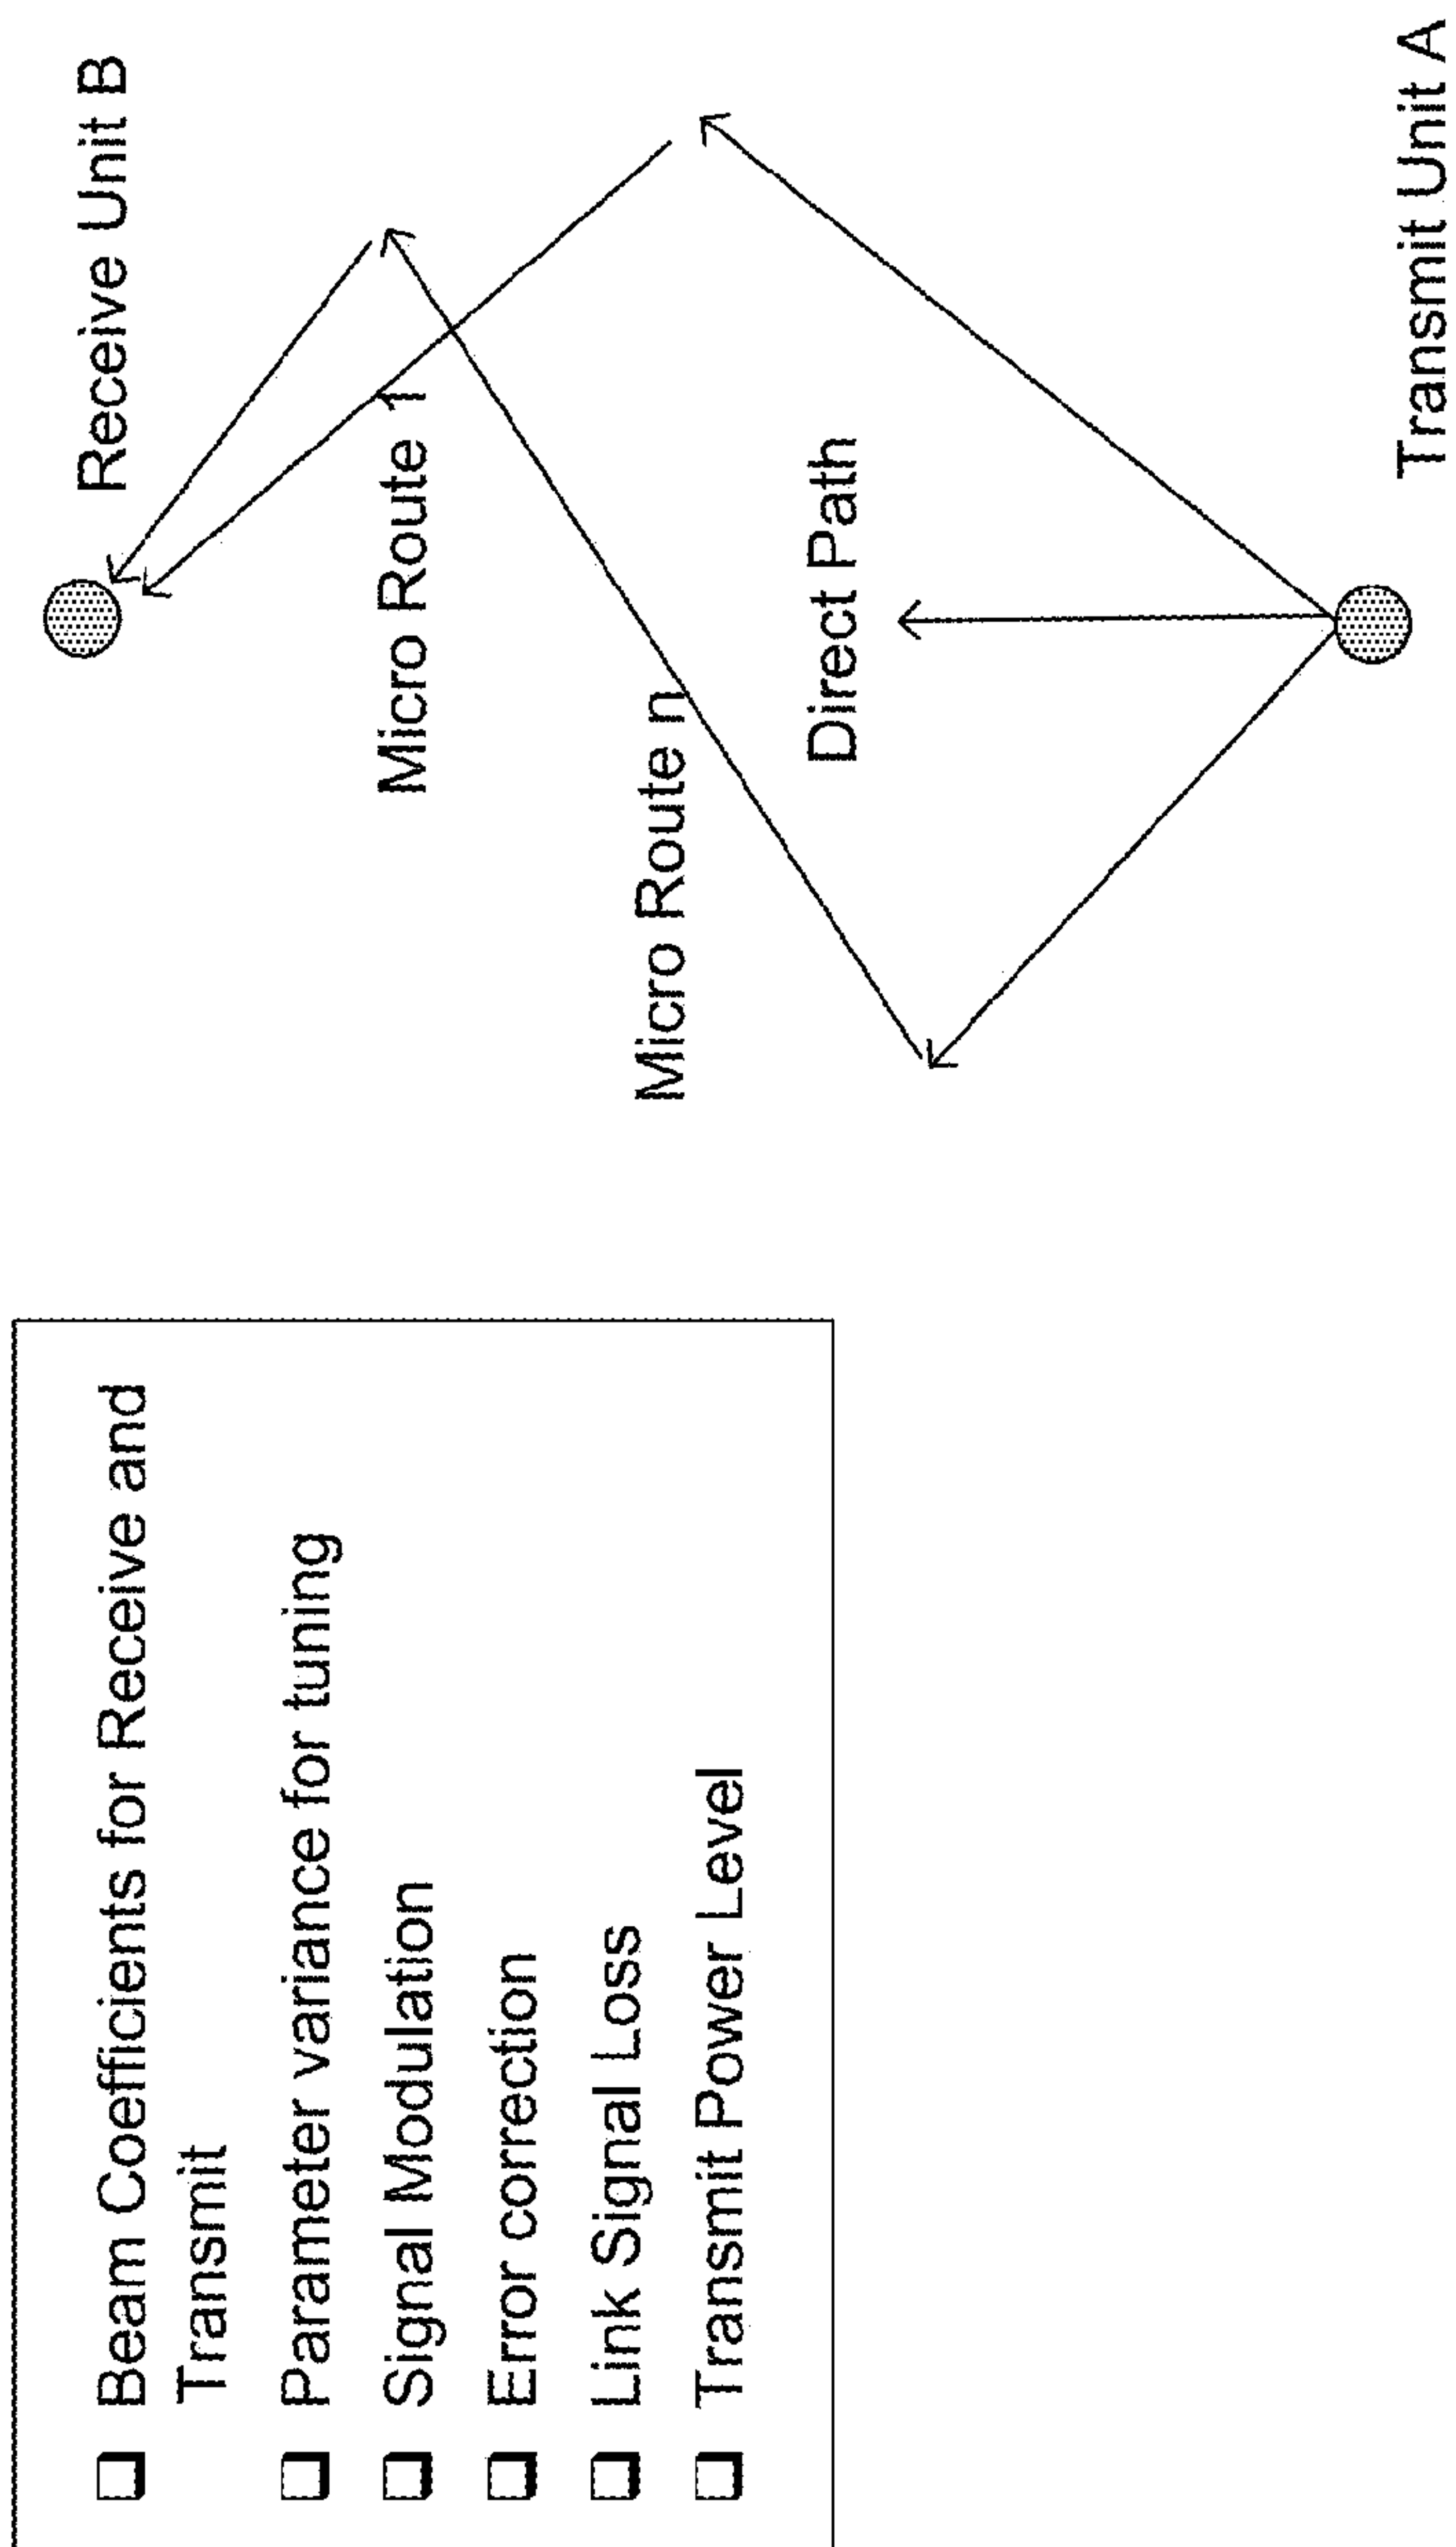 Beam Coefficients for Receive and
Transmit
Parameter variance for tuning
Signal Modulation
Error correction
Link Signal Loss
Transmit Power Level
Receive Unit B
Micro Route 1
Micro Route n
Direct Path
Transmit Unit A